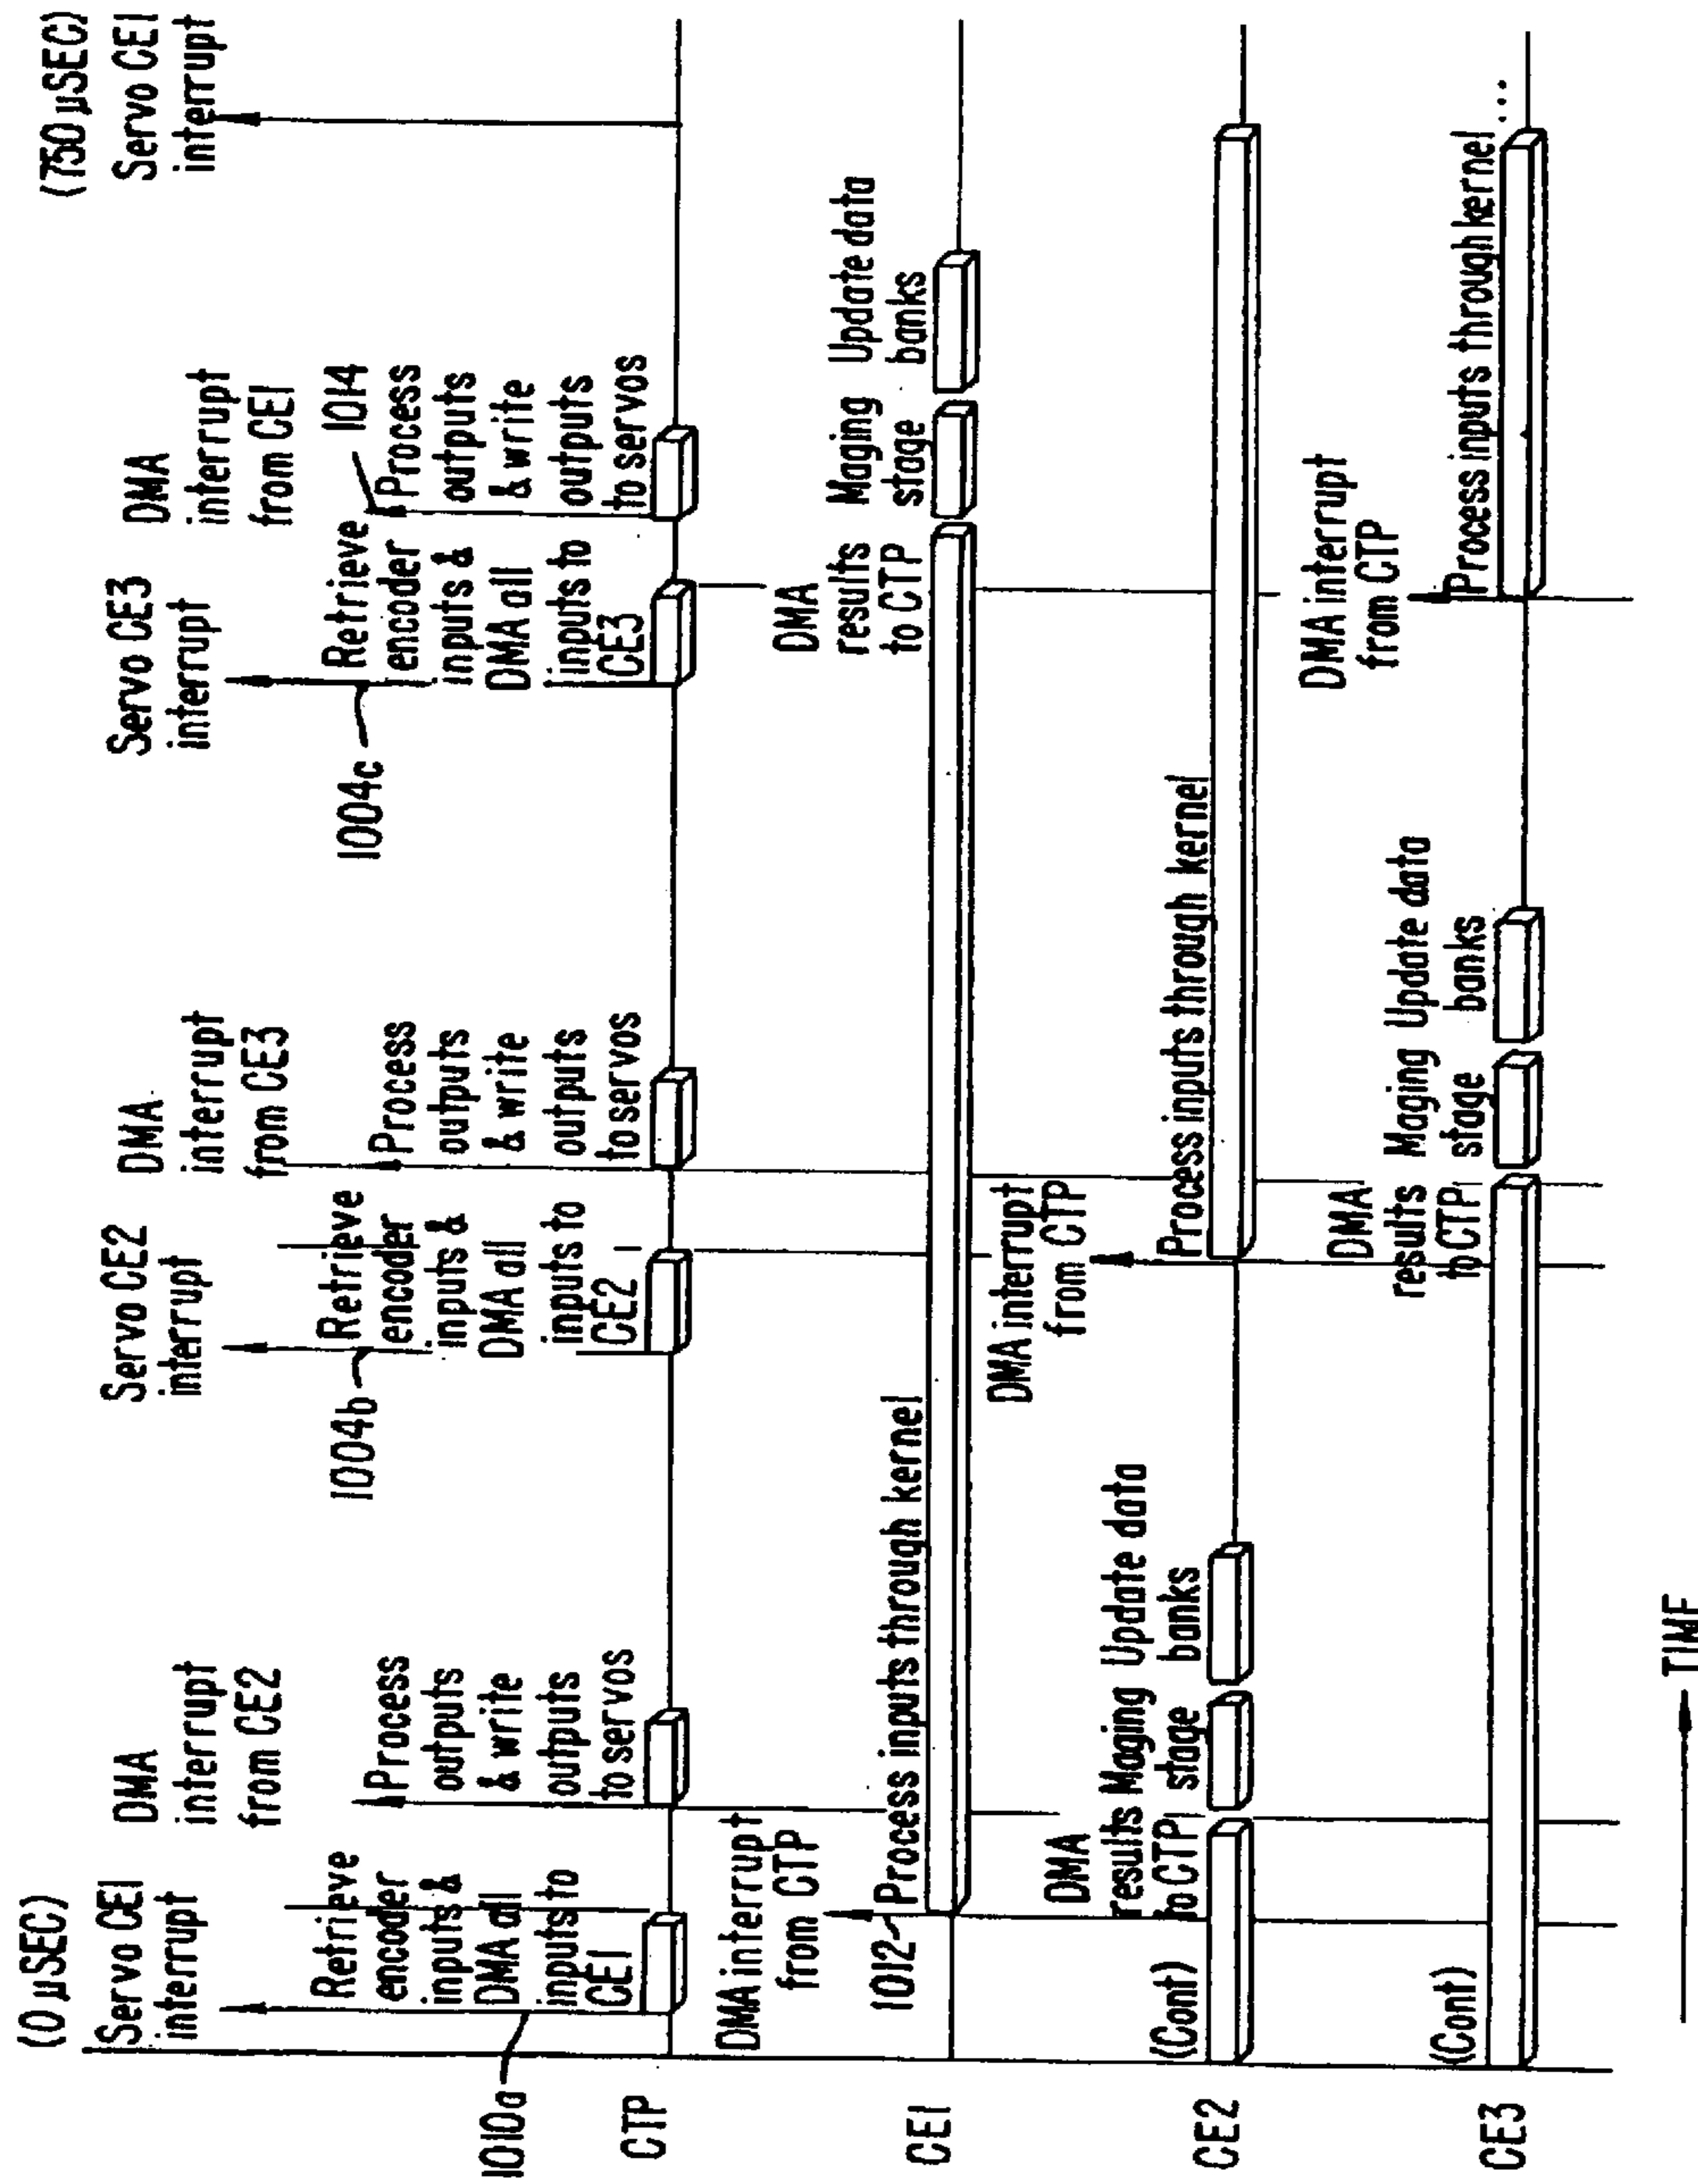 (0 µSEC)
Servo CE1
interrupt
DMA
interrupt
from CE2
Servo CE2
interrupt
DMA
interrupt
from CE3
Servo CE3
interrupt
DMA
interrupt
from CE1
(750 µSEC)
Servo CE1
interrupt
1010a
Retrieve
encoder
inputs &
DMA all
inputs to
CE1
Process
outputs
& write
outputs
to servos
1004b
Retrieve
encoder
inputs &
DMA all
inputs to
CE2
Process
outputs
& write
outputs
to servos
1004c
Retrieve
encoder
inputs &
DMA all
inputs to
CE3
1014
Process
outputs
& write
outputs
to servos
CTP
DMA interrupt
from CTP
1012
Process inputs through kernel
DMA
results
to CTP
Maging
stage
Update data
banks
CE1
(Cont)
DMA
results
to CTP
Maging
stage
Update data
banks
DMA interrupt
from CTP
Process inputs through kernel
CE2
(Cont)
DMA
results
to CTP
Maging
stage
Update data
banks
DMA interrupt
from CTP
Process inputs through kernel
...
CE3
TIME